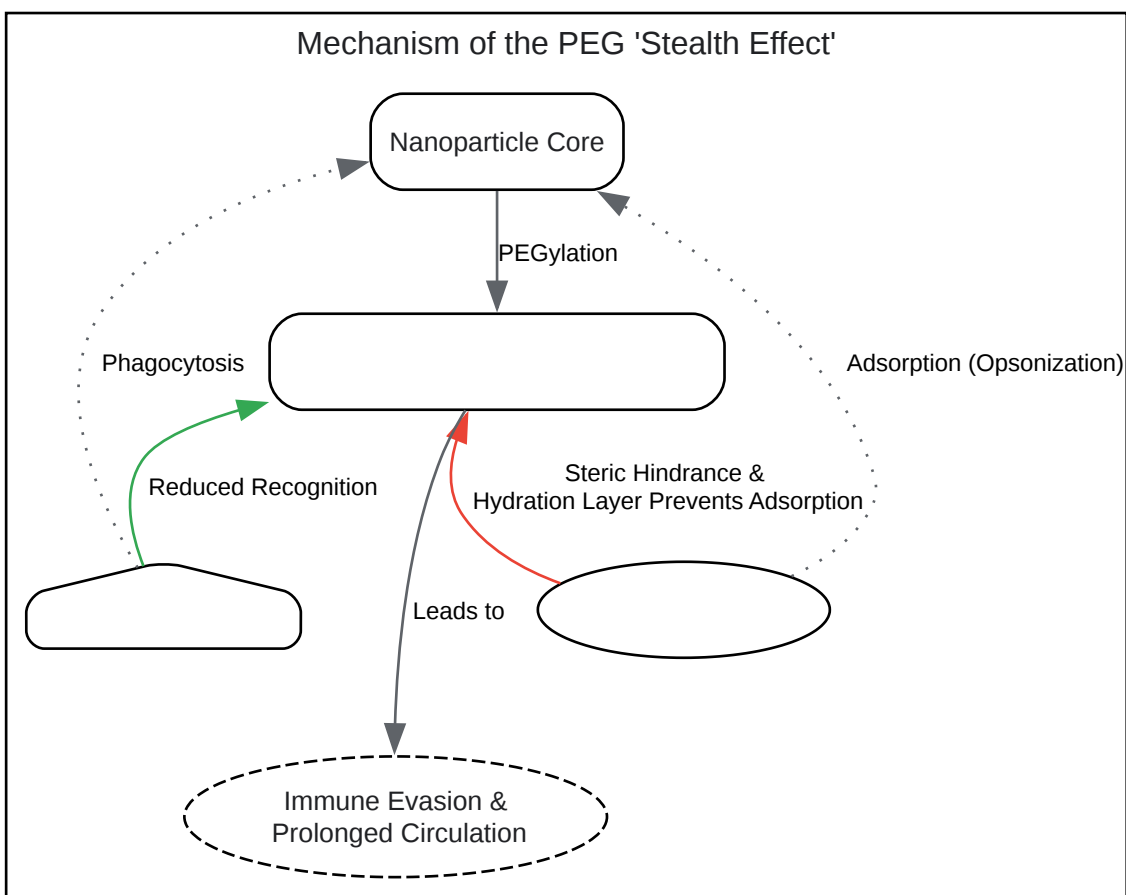 Mechanism of the PEG 'Stealth Effect'
Nanoparticle Core
PEGylation
Phagocytosis
Adsorption (Opsonization)
Reduced Recognition
Steric Hindrance &
Hydration Layer Prevents Adsorption
Leads to
Immune Evasion &
Prolonged Circulation